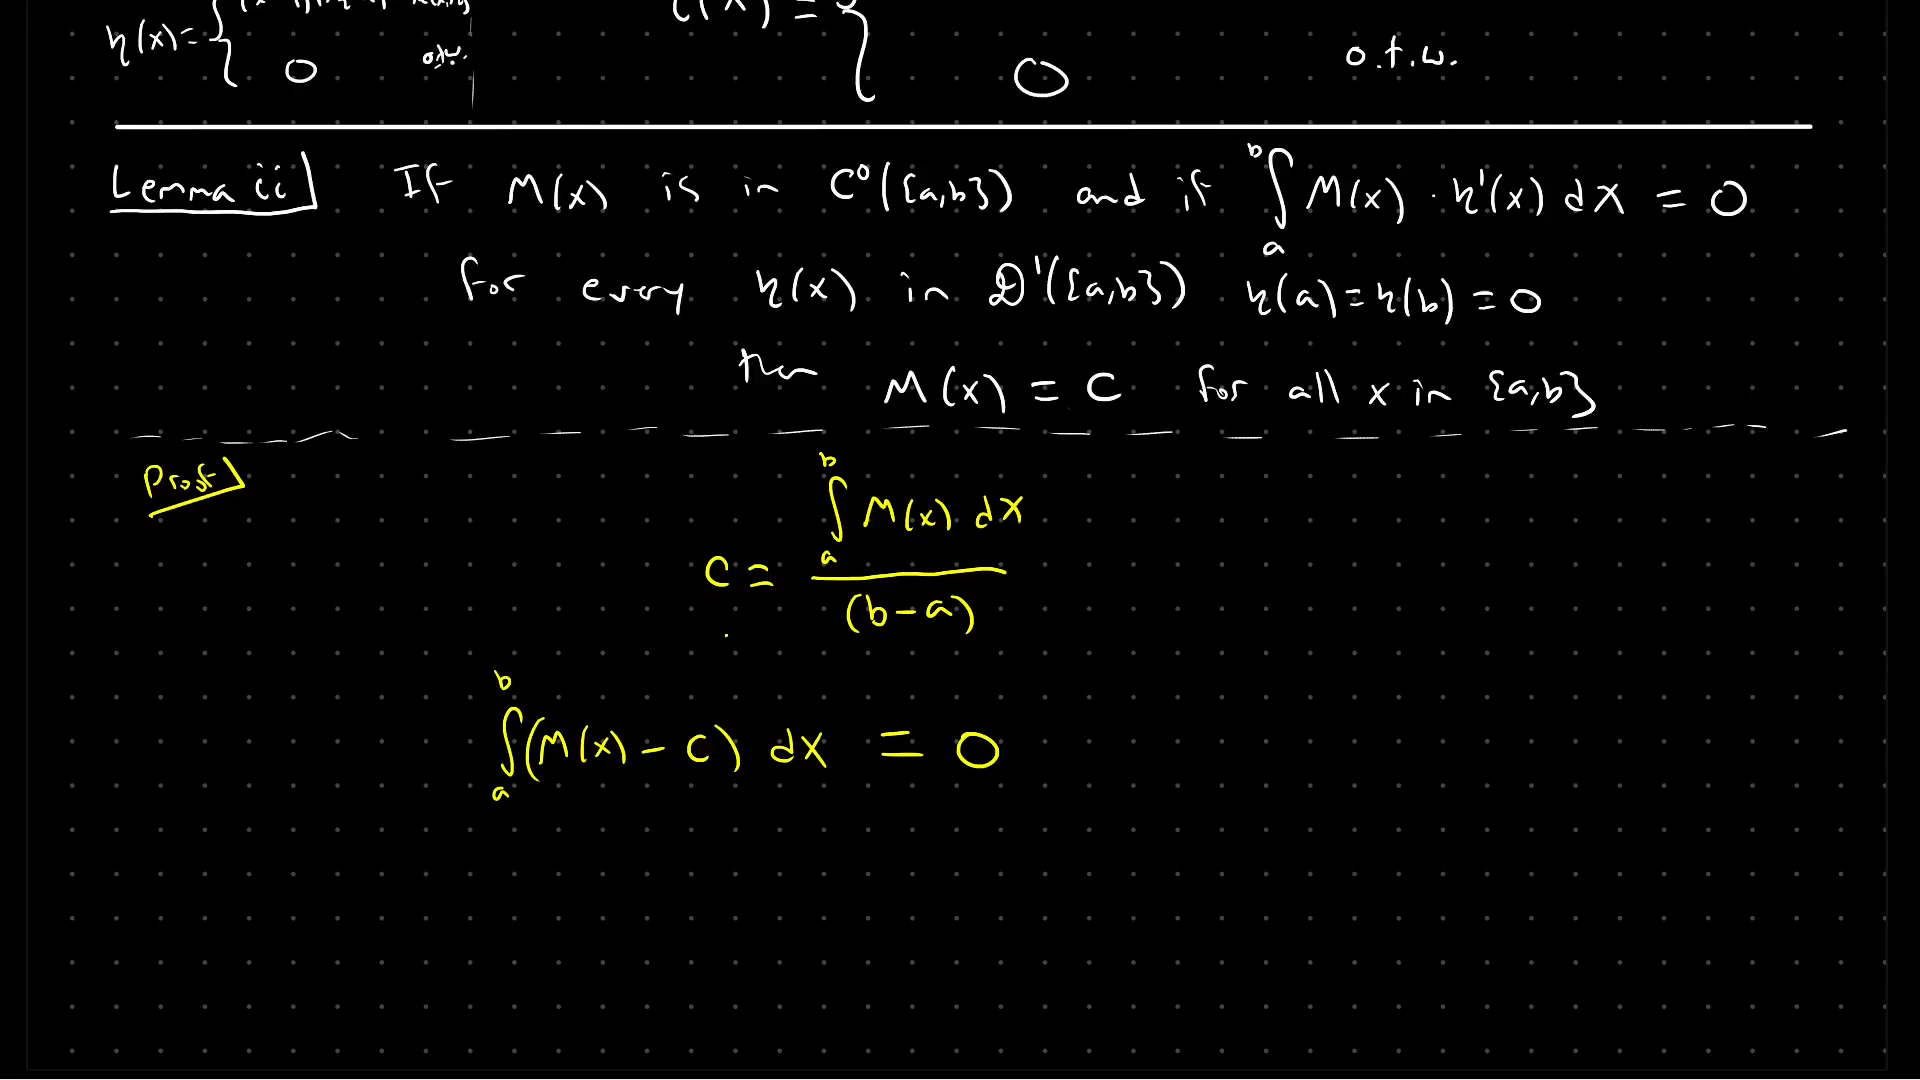 η(x) = { 0 o.t.w.
= { 0 o.t.w.
Lemma ii] If M(x) is in C⁰({a,b}) and if ∫ₐᵇ M(x) · η'(x) dx = 0
for every η(x) in 𝒟'({a,b}) η(a) = η(b) = 0
then M(x) = C for all x in {a,b}
Proof]
C = ∫ₐᵇ M(x) dx / (b-a)
∫ₐᵇ (M(x) - C) dx = 0